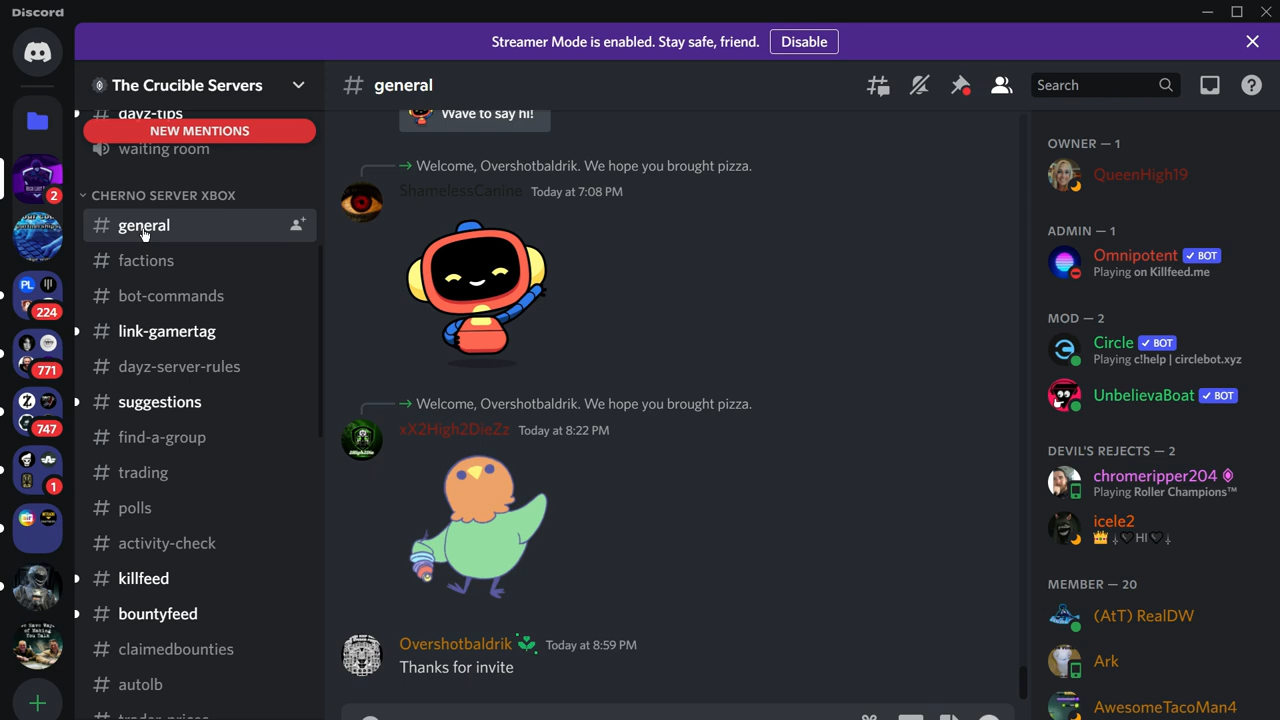 Discord
Streamer Mode is enabled. Stay safe, friend. Disable
The Crucible Servers
dayz-tips
NEW MENTIONS
waiting room
CHERNO SERVER XBOX
general
factions
bot-commands
link-gamertag
dayz-server-rules
suggestions
find-a-group
trading
polls
activity-check
killfeed
bountyfeed
claimedbounties
autolb
trader-prices
2
PL
224
771
747
1
# general
Search
Wave to say hi!
Welcome, Overshotbaldrik. We hope you brought pizza.
ShamelessCanine Today at 7:08 PM
Welcome, Overshotbaldrik. We hope you brought pizza.
xX2High2DieZz Today at 8:22 PM
Overshotbaldrik Today at 8:59 PM
Thanks for invite
OWNER — 1
QueenHigh19
ADMIN — 1
Omnipotent ✓ BOT
Playing on Killfeed.me
MOD — 2
Circle ✓ BOT
Playing c!help | circlebot.xyz
UnbelievaBoat ✓ BOT
DEVIL'S REJECTS — 2
chromeripper204
Playing Roller Champions™
icele2
HI
MEMBER — 20
(AtT) RealDW
Ark
AwesomeTacoMan4